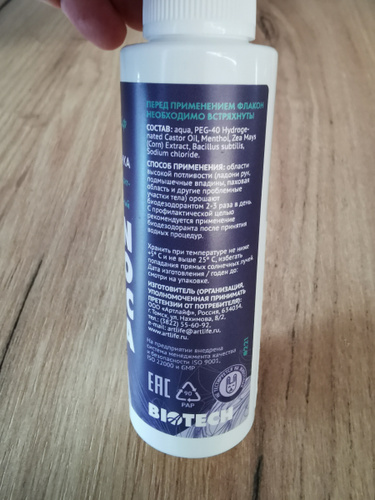 ПЕРЕД ПРИМЕНЕНИЕМ ФЛАКОН
НЕОБХОДИМО ВСТРЯХНУТЬ!
СОСТАВ: aqua, PEG-40 Hydroge-
nated Castor Oil, Menthol, Zea Mays
(Corn) Extract, Bacillus subtilis,
Sodium chloride.
СПОСОБ ПРИМЕНЕНИЯ: области
высокой потливости (ладони рук,
подмышечные впадины, паховая
область и другие проблемные
участки тела) орошают
биодезодорантом 2-3 раза в день.
С профилактической целью
рекомендуется применение
биодезодоранта после принятия
водных процедур.
Хранить при температуре не ниже
+5° С и не выше 25° С, избегать
попадания прямых солнечных лучей.
Дата изготовления / годен до:
смотри на упаковке.
ИЗГОТОВИТЕЛЬ (ОРГАНИЗАЦИЯ,
УПОЛНОМОЧЕННАЯ ПРИНИМАТЬ
ПРЕТЕНЗИИ ОТ ПОТРЕБИТЕЛЯ):
ООО «Артлайф», Россия, 634034,
г. Томск, ул. Нахимова, 8/2,
тел.: (3822) 55-60-92,
e-mail: artlife@artlife.ru,
www.artlife.ru
На предприятии внедрена
система менеджмента качества
и безопасности ISO 9001,
ISO 22000 и GMP
EAC
90
PAP
BIOTECH